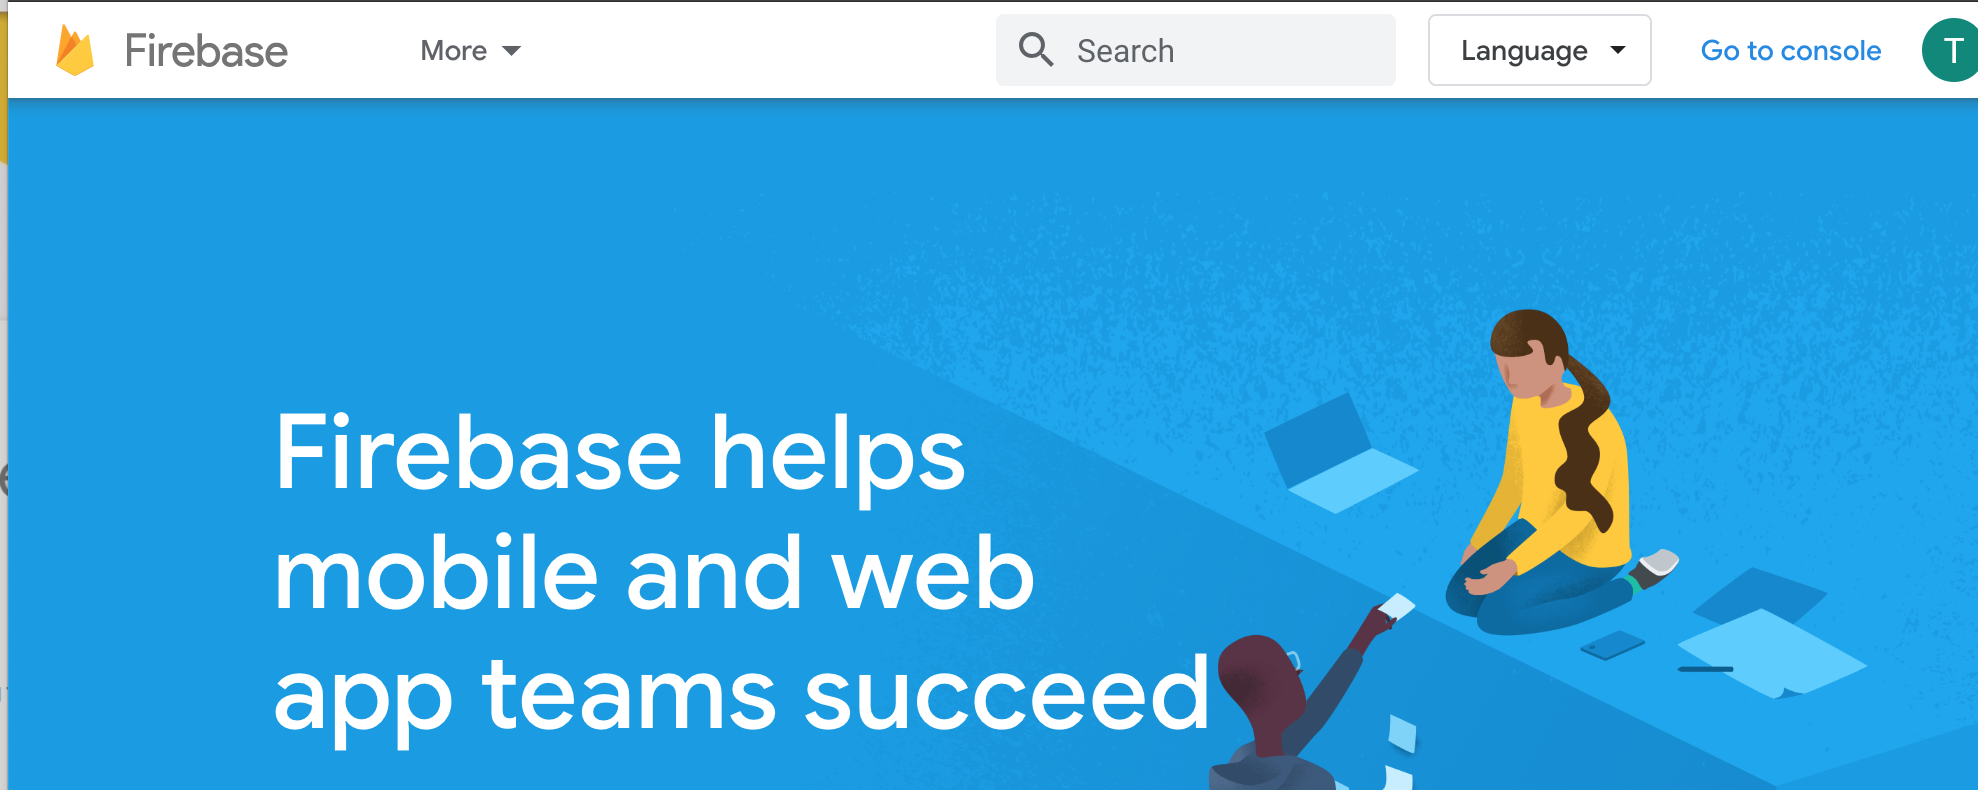 Firebase More Search Language Go to console T
Firebase helps
mobile and web
app teams succeed